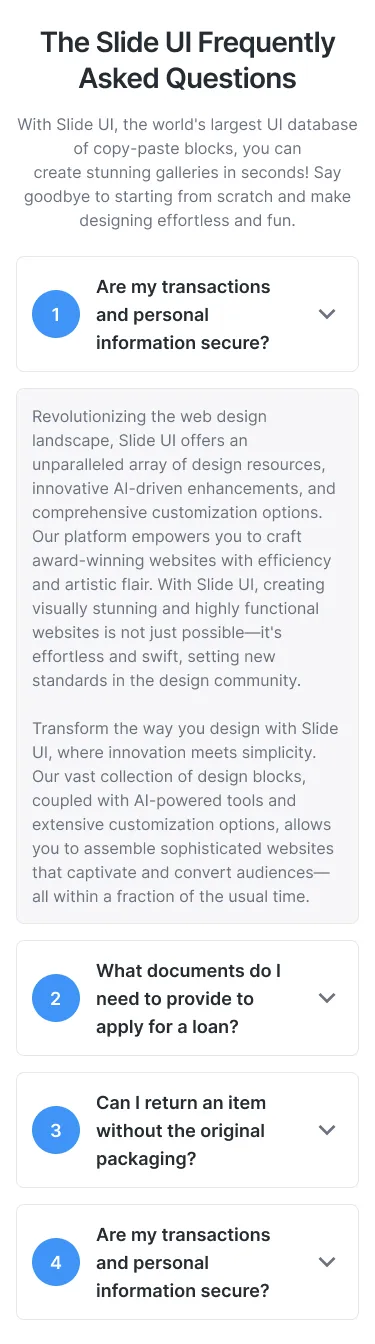 The Slide UI Frequently
Asked Questions
With Slide UI, the world's largest UI database
of copy-paste blocks, you can
create stunning galleries in seconds! Say
goodbye to starting from scratch and make
designing effortless and fun.
1
Are my transactions
and personal
information secure?
Revolutionizing the web design
landscape, Slide UI offers an
unparalleled array of design resources,
innovative AI-driven enhancements, and
comprehensive customization options.
Our platform empowers you to craft
award-winning websites with efficiency
and artistic flair. With Slide UI, creating
visually stunning and highly functional
websites is not just possible—it's
effortless and swift, setting new
standards in the design community.
Transform the way you design with Slide
UI, where innovation meets simplicity.
Our vast collection of design blocks,
coupled with AI-powered tools and
extensive customization options, allows
you to assemble sophisticated websites
that captivate and convert audiences—
all within a fraction of the usual time.
2
What documents do I
need to provide to
apply for a loan?
3
Can I return an item
without the original
packaging?
4
Are my transactions
and personal
information secure?